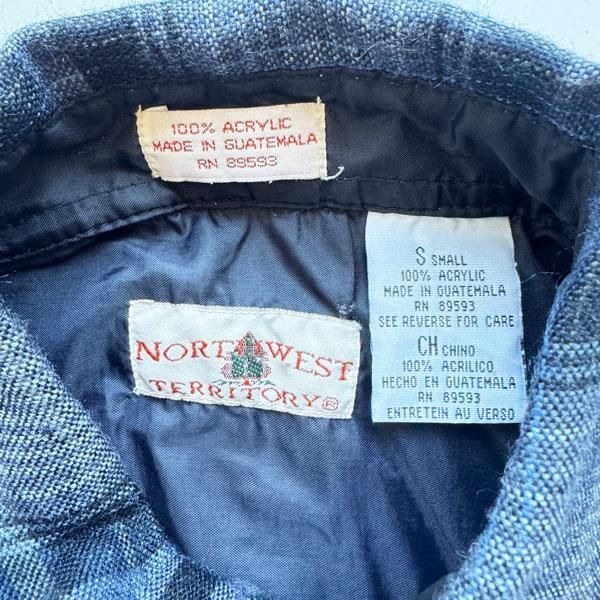 100% ACRYLIC
MADE IN GUATEMALA
RN 89593
NORTHWEST
TERRITORY®
S SMALL
100% ACRYLIC
MADE IN GUATEMALA
RN 89593
SEE REVERSE FOR CARE
CH CHINO
100% ACRILICO
HECHO EN GUATEMALA
RN 89593
ENTRETEIN AU VERSO